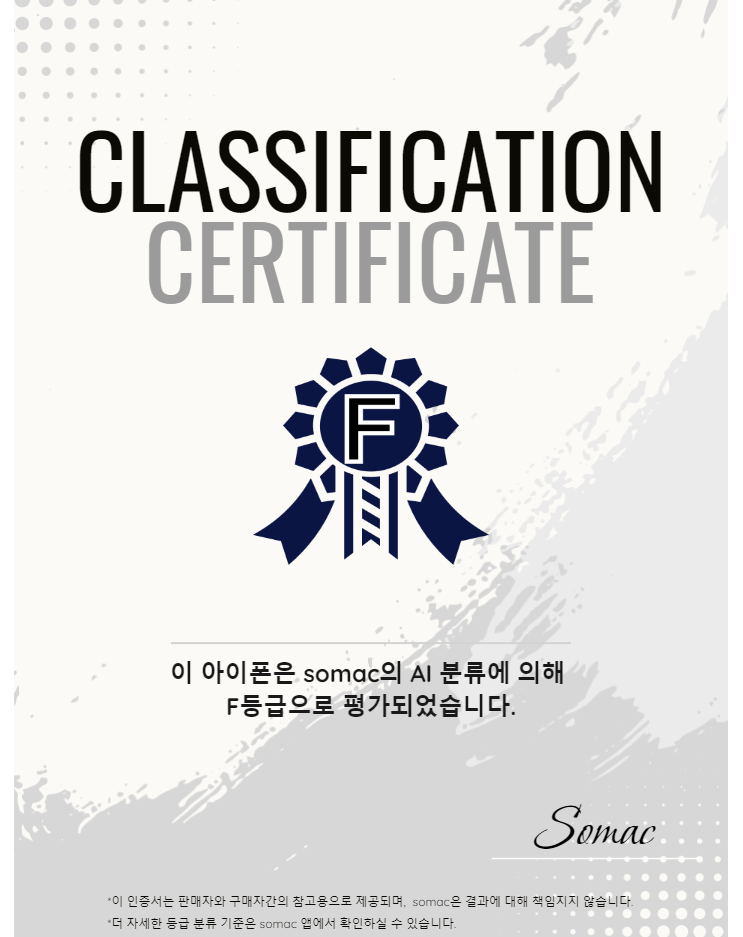 CLASSIFICATION
CERTIFICATE
F
이 아이폰은 somac의 AI 분류에 의해
F등급으로 평가되었습니다.
Somac
*이 인증서는 판매자와 구매자간의 참고용으로 제공되며, somac은 결과에 대해 책임지지 않습니다.
*더 자세한 등급 분류 기준은 somac 앱에서 확인하실 수 있습니다.